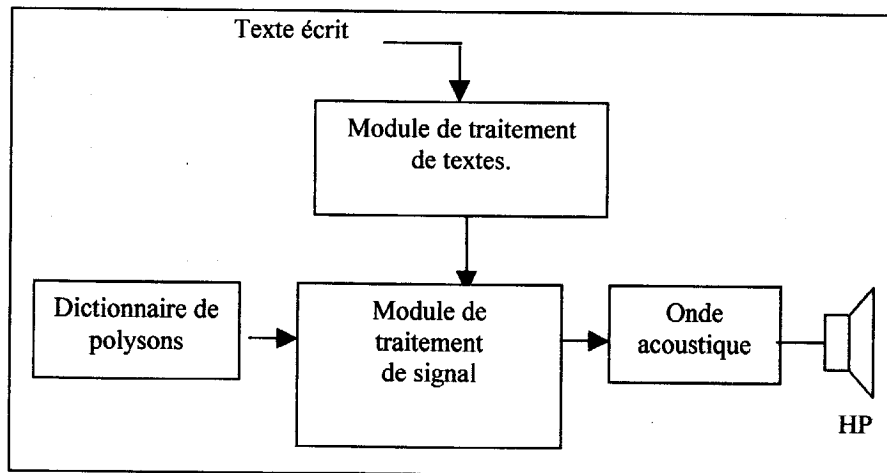 Texte écrit
Module de traitement
de textes.
Dictionnaire de
polysons
Module de
traitement
de signal
Onde
acoustique
HP